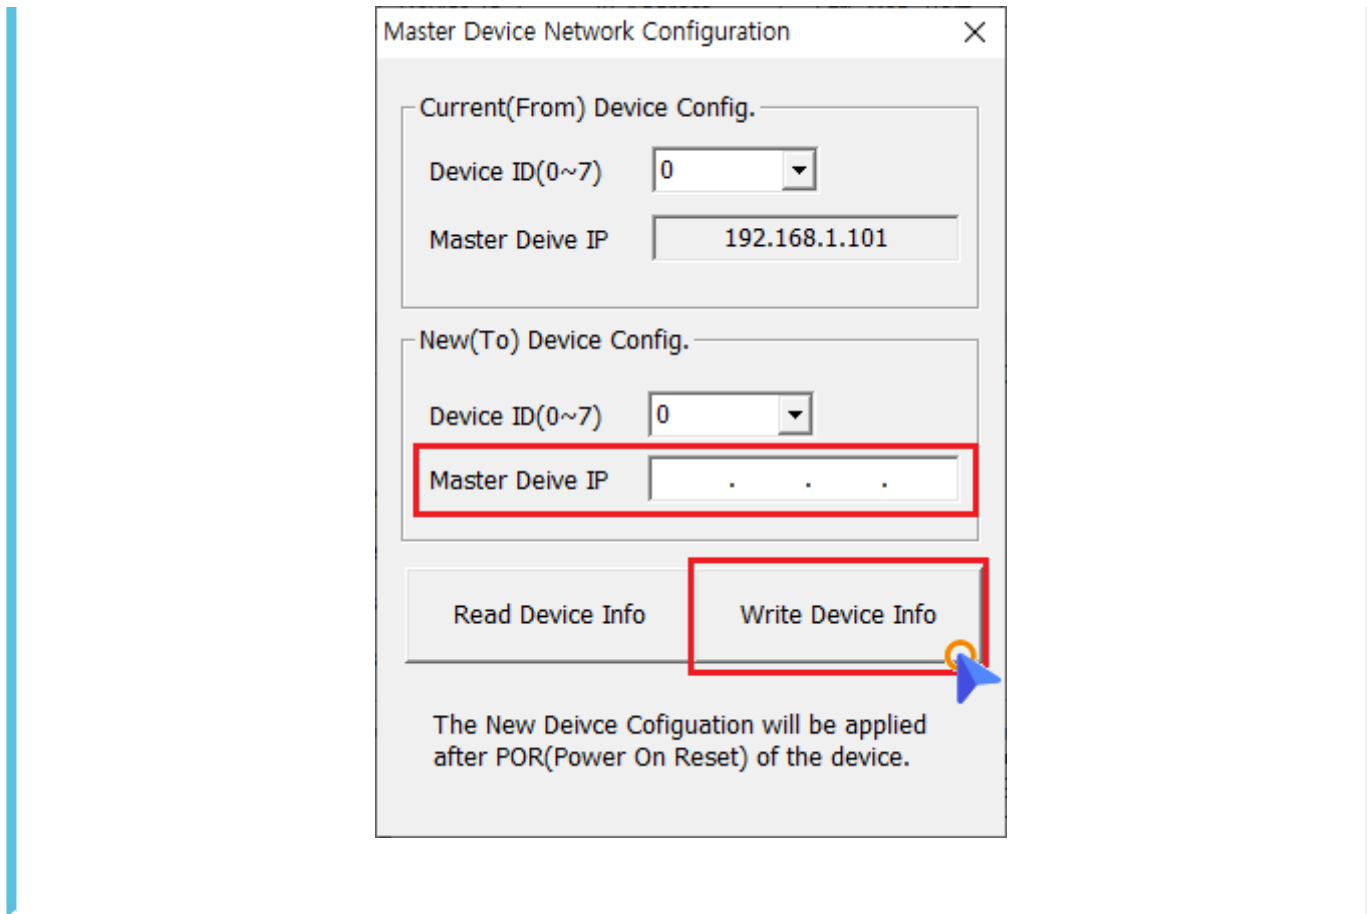 Master Device Network Configuration
Current(From) Device Config.
Device ID(0~7) 0
Master Deive IP 192.168.1.101
New(To) Device Config.
Device ID(0~7) 0
Master Deive IP . . .
Read Device Info Write Device Info
The New Deivce Cofiguation will be applied
after POR(Power On Reset) of the device.